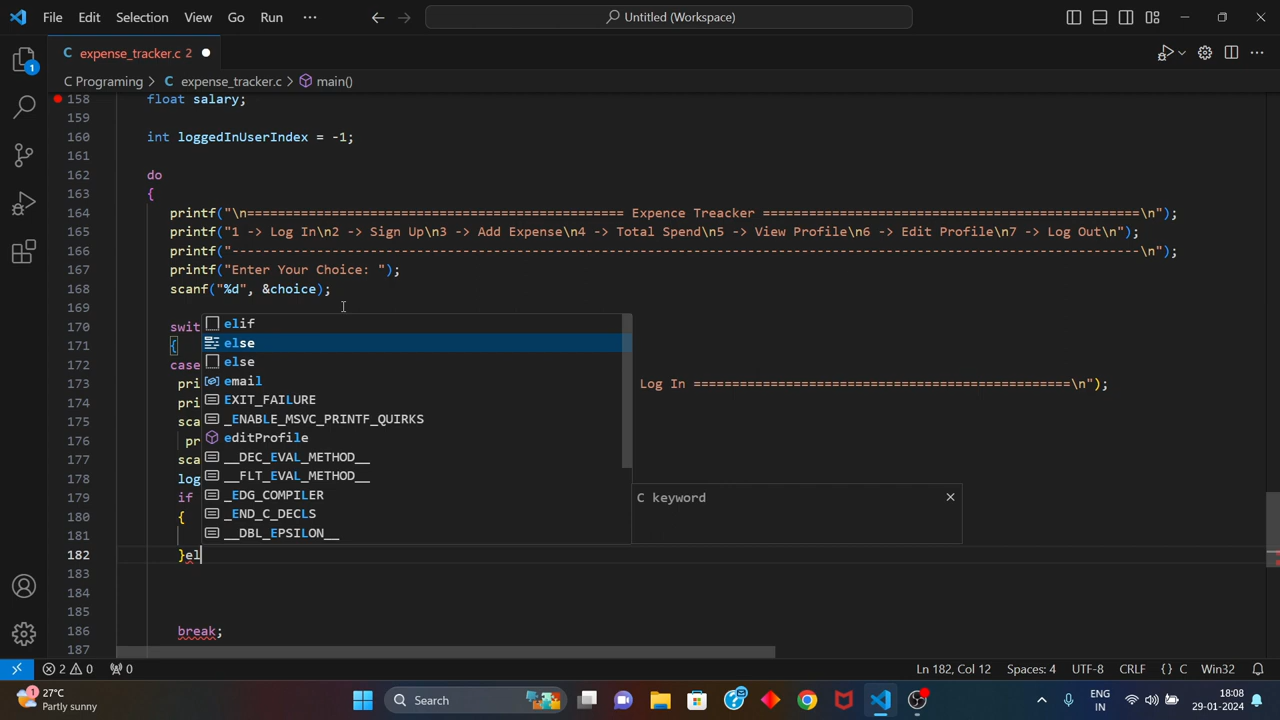 File Edit Selection View Go Run ··· Untitled (Workspace)
C expense_tracker.c 2
C Programing > C expense_tracker.c > main()
158 float salary;
159
160 int loggedInUserIndex = -1;
161
162 do
163 {
164 printf("\n================================================= Expence Treacker =================================================\n");
165 printf("1 -> Log In\n2 -> Sign Up\n3 -> Add Expense\n4 -> Total Spend\n5 -> View Profile\n6 -> Edit Profile\n7 -> Log Out\n");
166 printf("----------------------------------------------------------------------------------------------------------------------\n");
167 printf("Enter Your Choice: ");
168 scanf("%d", &choice);
169
170 swit
171 {
172 case
173 pri Log In =================================================\n");
174 pri
175 sca
176 pr
177 sca
178 log
179 if
180 {
181
182 }el
183
184
185
186 break;
187
elif
else
else
email
EXIT_FAILURE
_ENABLE_MSVC_PRINTF_QUIRKS
editProfile
__DEC_EVAL_METHOD__
__FLT_EVAL_METHOD__
_EDG_COMPILER
_END_C_DECLS
__DBL_EPSILON__
C keyword
1
2 0 0 Ln 182, Col 12 Spaces: 4 UTF-8 CRLF {} C Win32
1 27°C
Partly sunny
Search
ENG
IN
18:08
29-01-2024